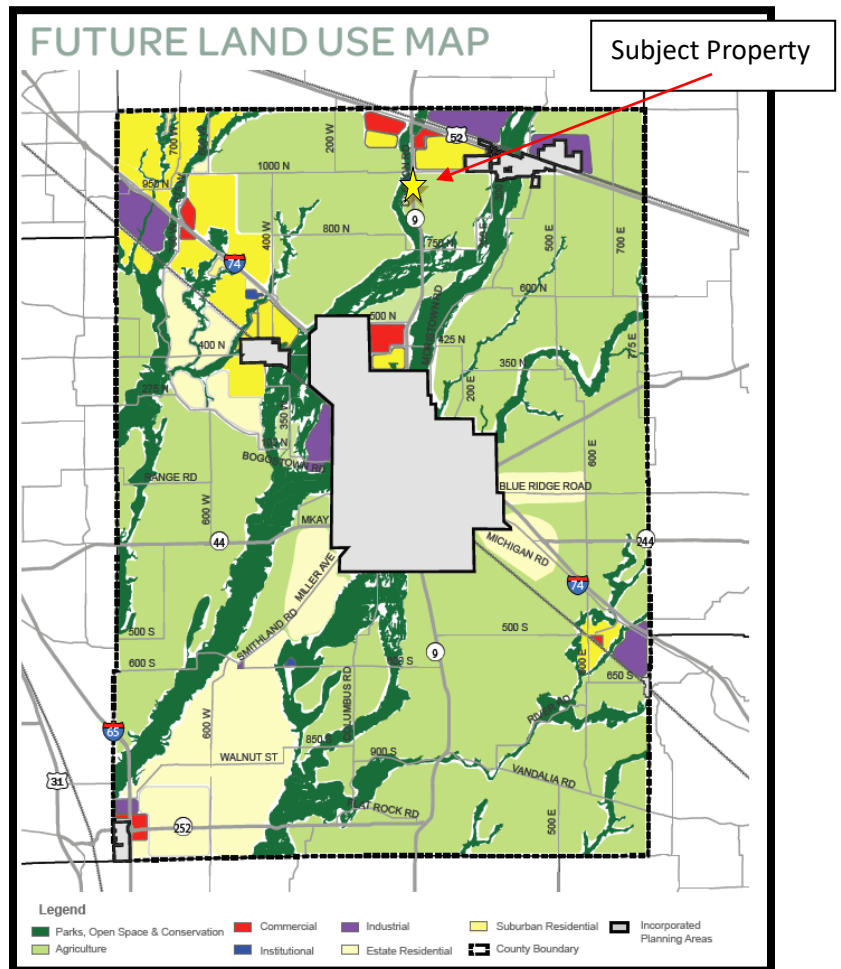 FUTURE LAND USE MAP
Subject Property
700 W
200 W
52
1000 N
950 N
9
400 W
800 N
750 N
500 E
700 E
74
600 N
MORRISTOWN RD
500 N
425 N
400 N
775 E
350 N
275 N
200 E
350 W
BOGGSTOWN RD
600 E
RANGE RD
BLUE RIDGE ROAD
600 W
MKAY
44
244
MICHIGAN RD
MILLER AVE
74
SMITHLAND RD
500 S
500 S
9
600 S
650 S
COLUMBUS RD
RIVER RD
65
600 W
850 S
900 S
WALNUT ST
31
VANDALIA RD
FLAT ROCK RD
500 E
252
Legend
Parks, Open Space & Conservation
Commercial
Industrial
Suburban Residential
Incorporated
Planning Areas
Agriculture
Institutional
Estate Residential
County Boundary